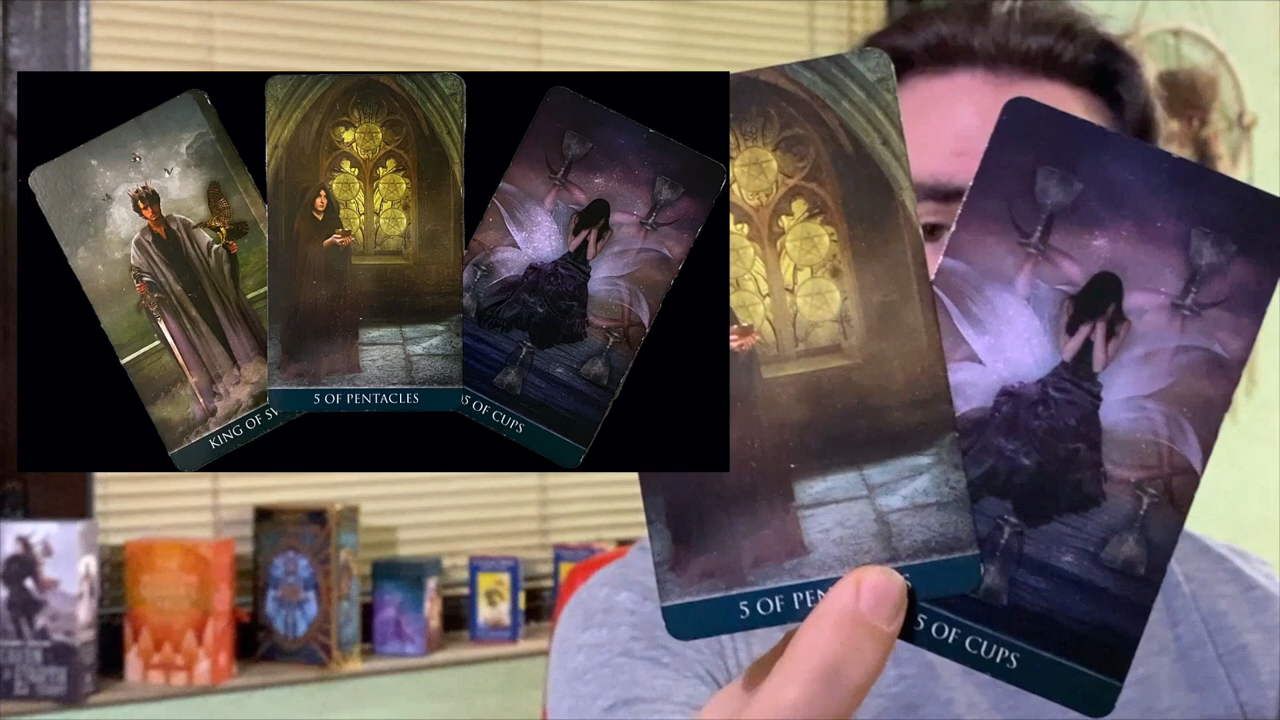 KING OF SW
5 OF PENTACLES
5 OF CUPS
5 OF PEN
5 OF CUPS